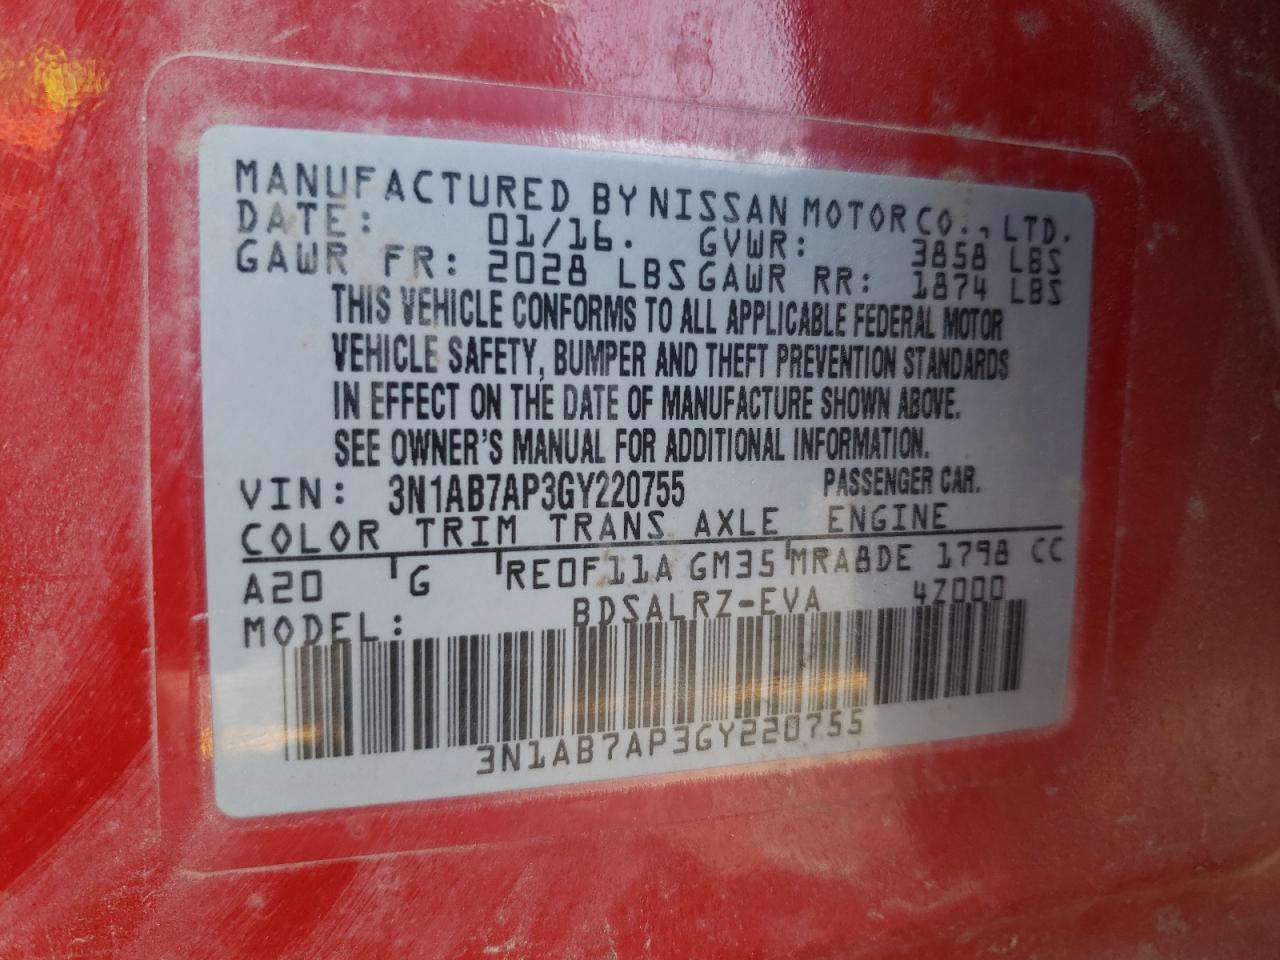 MANUFACTURED BY NISSAN MOTOR CO., LTD.
DATE: 01/16. GVWR: 3858 LBS
GAWR FR: 2028 LBS GAWR RR: 1874 LBS
THIS VEHICLE CONFORMS TO ALL APPLICABLE FEDERAL MOTOR
VEHICLE SAFETY, BUMPER AND THEFT PREVENTION STANDARDS
IN EFFECT ON THE DATE OF MANUFACTURE SHOWN ABOVE.
SEE OWNER'S MANUAL FOR ADDITIONAL INFORMATION.
VIN: 3N1AB7AP3GY220755 PASSENGER CAR.
COLOR TRIM TRANS AXLE ENGINE
A20 G RE0F11A GM35 MRA8DE 1798 CC
MODEL: BDSALRZ-EVA 4Z000
3N1AB7AP3GY220755